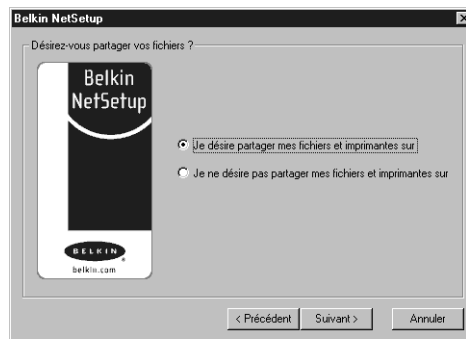 Belkin NetSetup
Désirez-vous partager vos fichiers ?
Belkin
NetSetup
Je désire partager mes fichiers et imprimantes sur
Je ne désire pas partager mes fichiers et imprimantes sur
BELKIN
belkin.com
< Précédent
Suivant >
Annuler